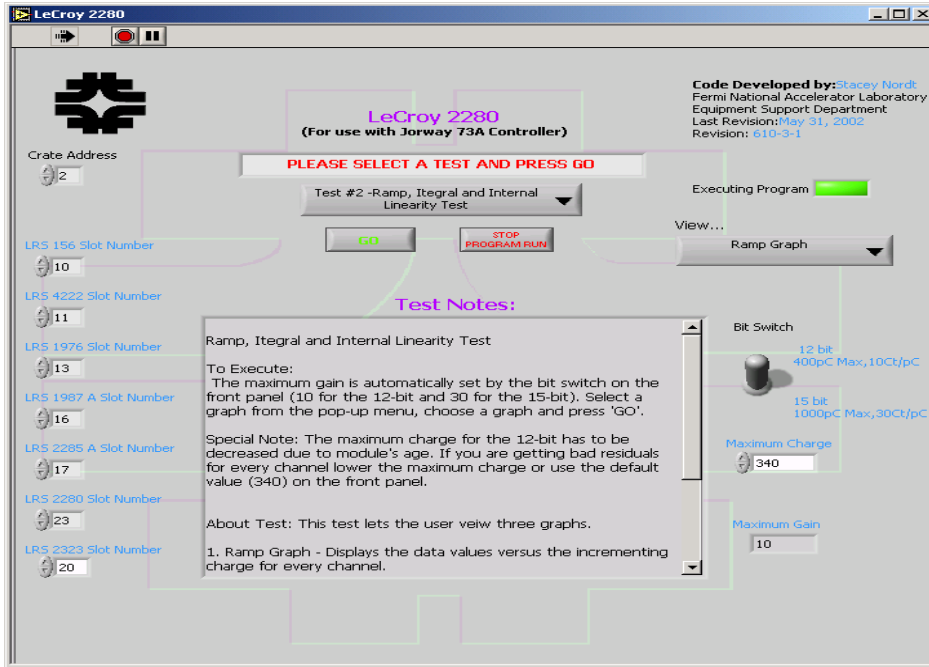 LeCroy 2280
Code Developed by:Stacey Nordt
Fermi National Accelerator Laboratory
Equipment Support Department
Last Revision:May 31, 2002
Revision: 610-3-1
LeCroy 2280
(For use with Jorway 73A Controller)
Crate Address
2
PLEASE SELECT A TEST AND PRESS GO
Test #2 -Ramp, Itegral and Internal
Linearity Test
Executing Program
GO
STOP
PROGRAM RUN
View...
Ramp Graph
LRS 156 Slot Number
10
LRS 4222 Slot Number
11
LRS 1976 Slot Number
13
LRS 1987 A Slot Number
16
LRS 2285 A Slot Number
17
LRS 2280 Slot Number
23
LRS 2323 Slot Number
20
Test Notes:
Ramp, Itegral and Internal Linearity Test
To Execute:
The maximum gain is automatically set by the bit switch on the
front panel (10 for the 12-bit and 30 for the 15-bit). Select a
graph from the pop-up menu, choose a graph and press 'GO'.
Special Note: The maximum charge for the 12-bit has to be
decreased due to module's age. If you are getting bad residuals
for every channel lower the maximum charge or use the default
value (340) on the front panel.
About Test: This test lets the user veiw three graphs.
1. Ramp Graph - Displays the data values versus the incrementing
charge for every channel.
Bit Switch
12 bit
400pC Max,10Ct/pC
15 bit
1000pC Max,30Ct/pC
Maximum Charge
340
Maximum Gain
10